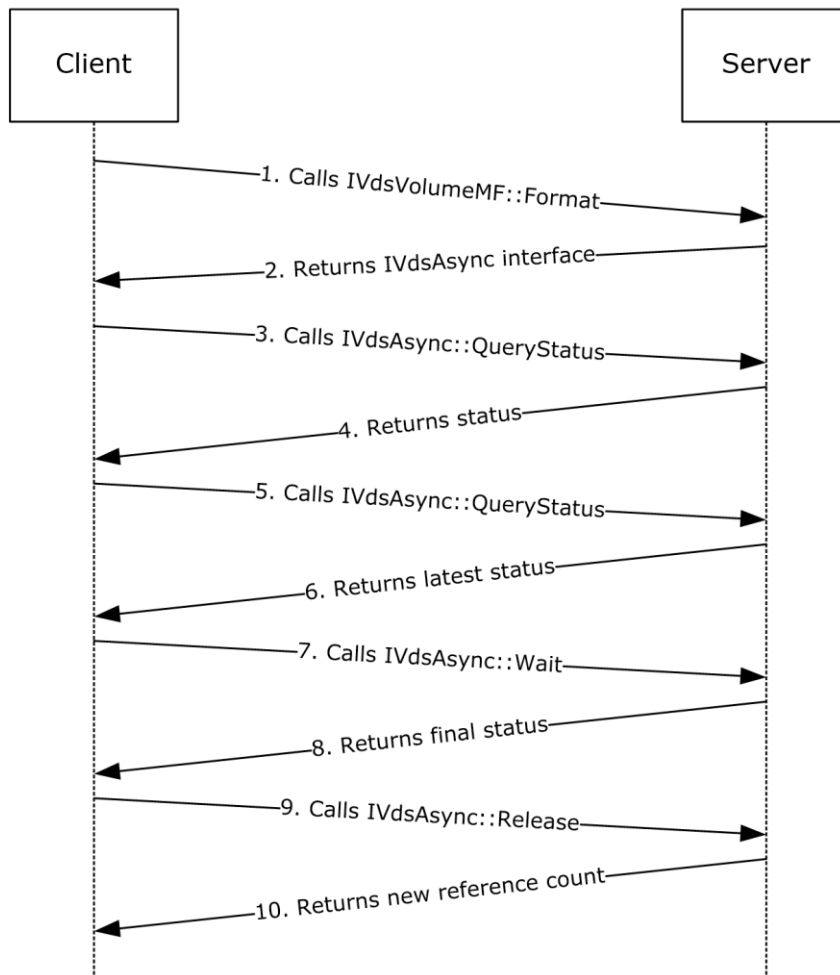 Client
Server
1. Calls IVdsVolumeMF::Format
2. Returns IVdsAsync interface
3. Calls IVdsAsync::QueryStatus
4. Returns status
5. Calls IVdsAsync::QueryStatus
6. Returns latest status
7. Calls IVdsAsync::Wait
8. Returns final status
9. Calls IVdsAsync::Release
10. Returns new reference count